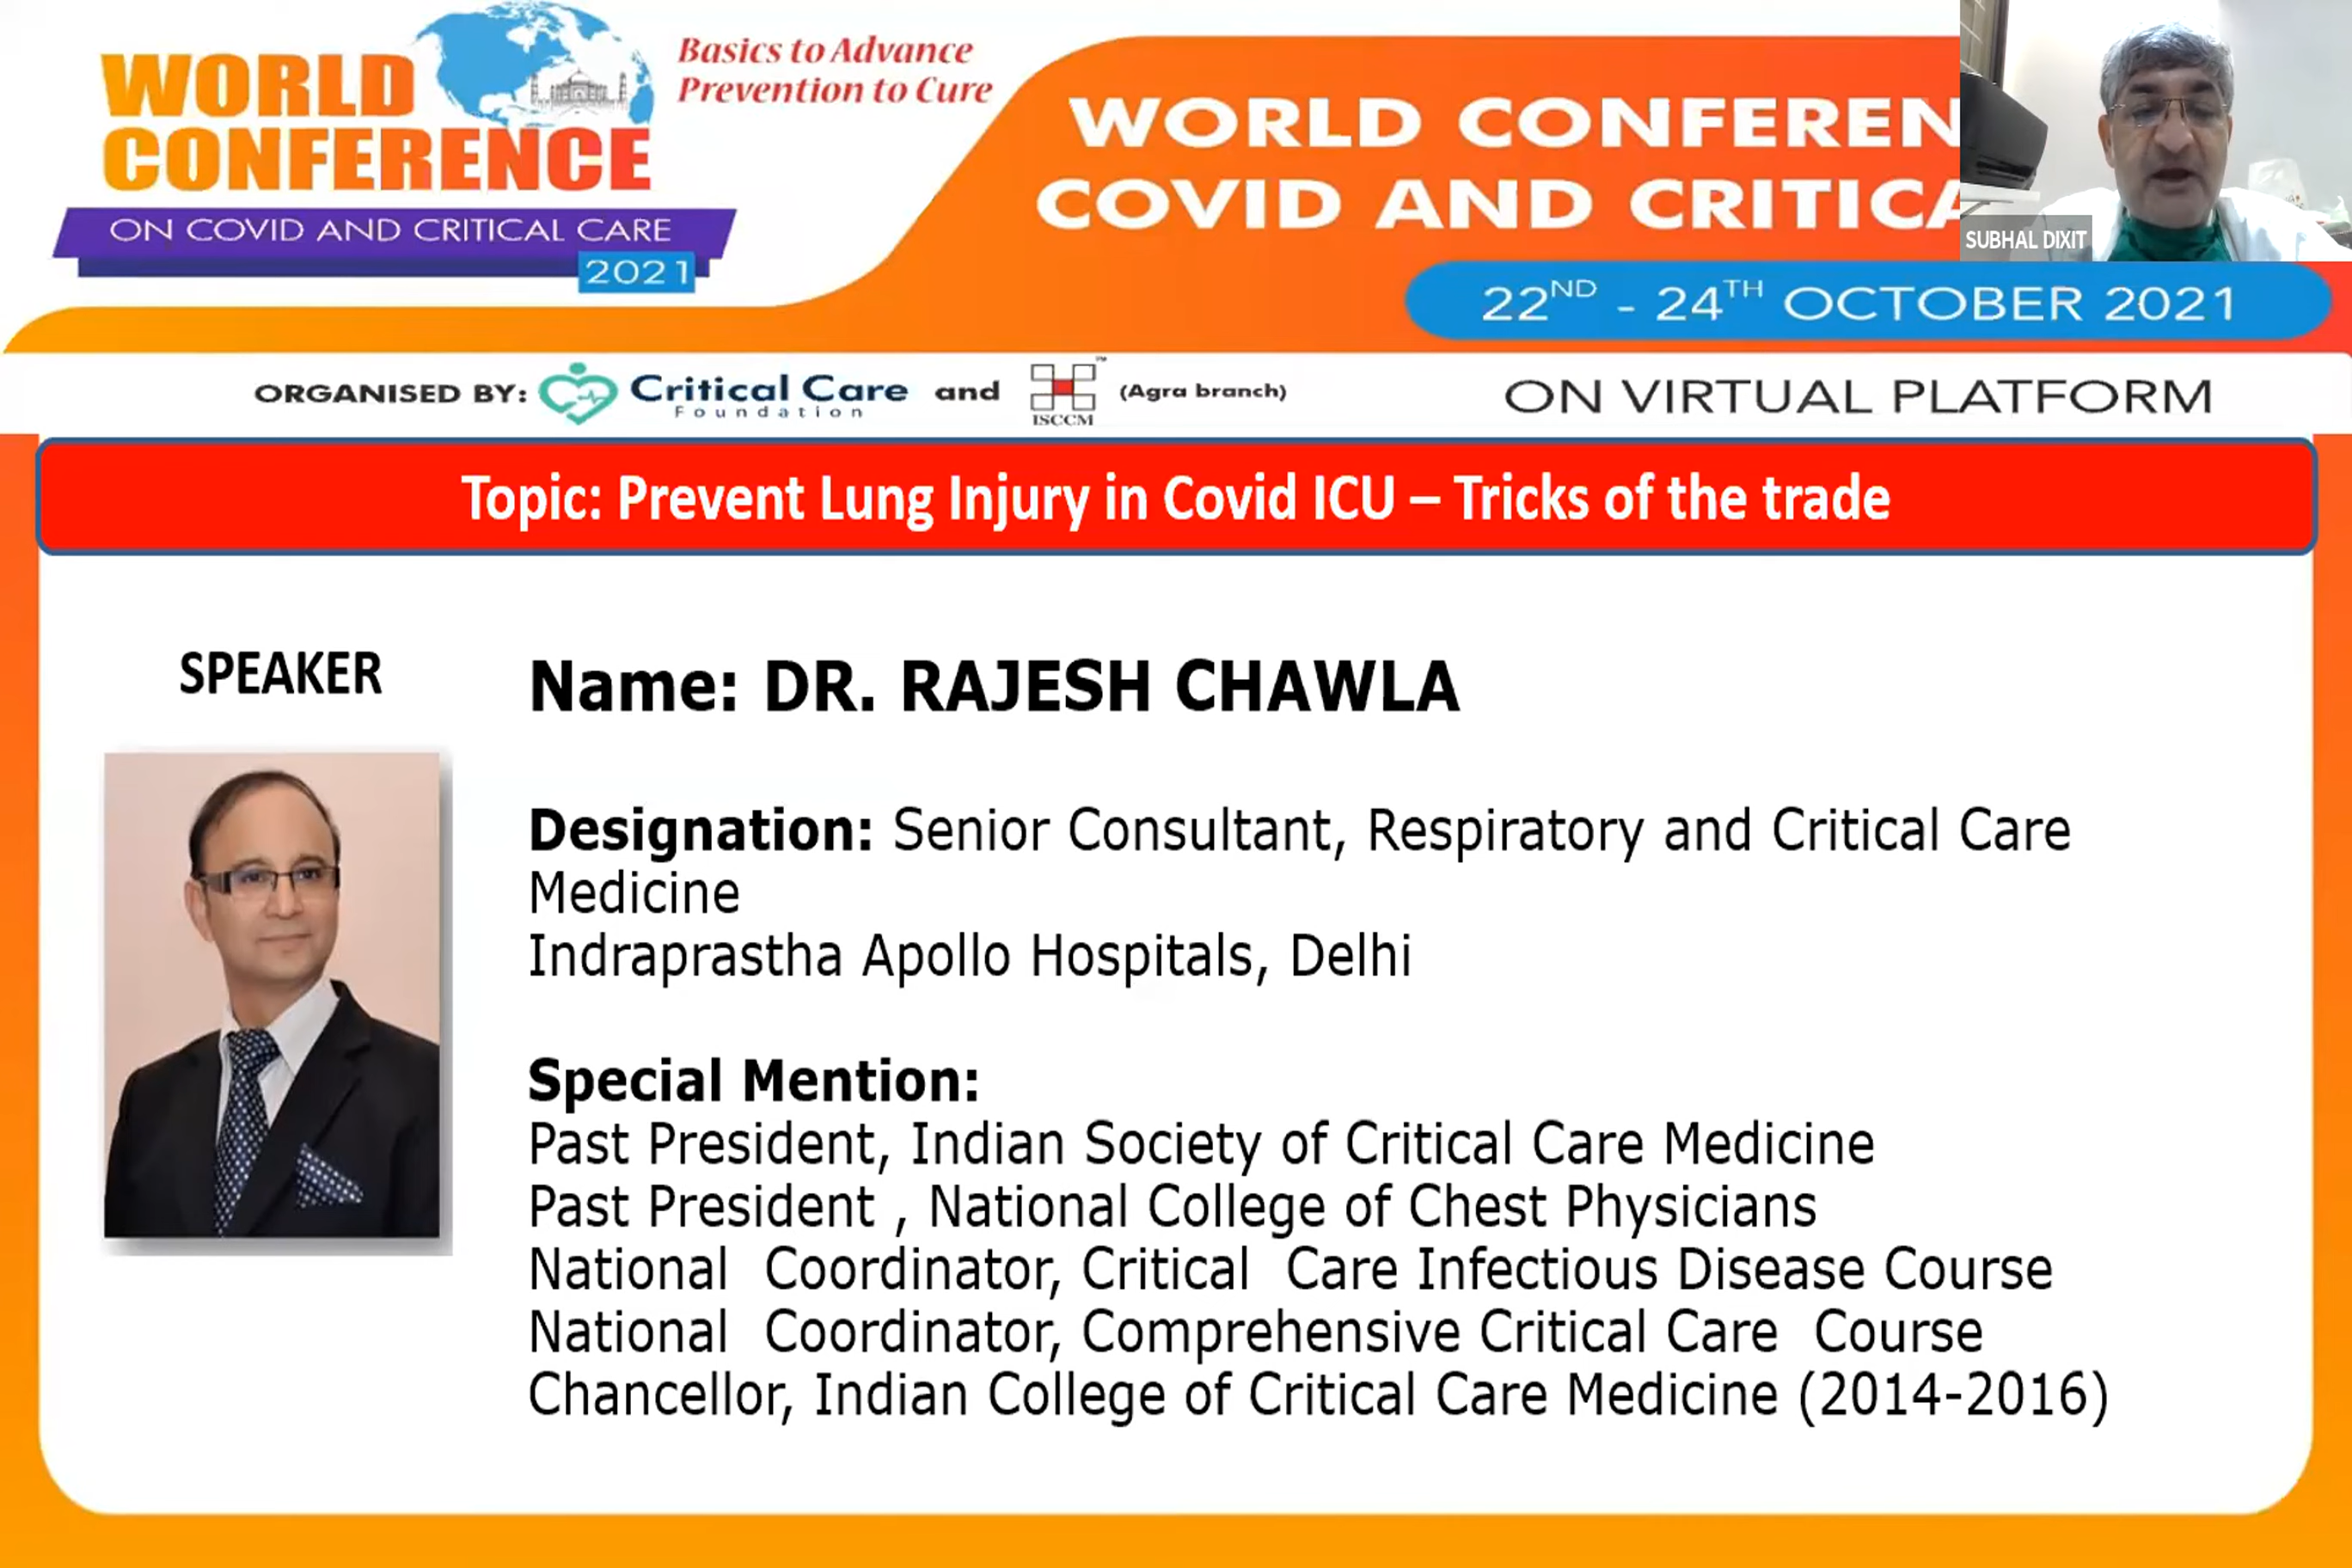 WORLD
CONFERENCE
ON COVID AND CRITICAL CARE
2021
Basics to Advance
Prevention to Cure
WORLD CONFEREN
COVID AND CRITICA
SUBHAL DIXIT
22ND - 24TH OCTOBER 2021
ORGANISED BY: Critical Care Foundation and ISCCM TM (Agra branch)
ON VIRTUAL PLATFORM
Topic: Prevent Lung Injury in Covid ICU – Tricks of the trade
SPEAKER
Name: DR. RAJESH CHAWLA
Designation: Senior Consultant, Respiratory and Critical Care
Medicine
Indraprastha Apollo Hospitals, Delhi
Special Mention:
Past President, Indian Society of Critical Care Medicine
Past President , National College of Chest Physicians
National  Coordinator, Critical  Care Infectious Disease Course
National  Coordinator, Comprehensive Critical Care  Course
Chancellor, Indian College of Critical Care Medicine (2014-2016)